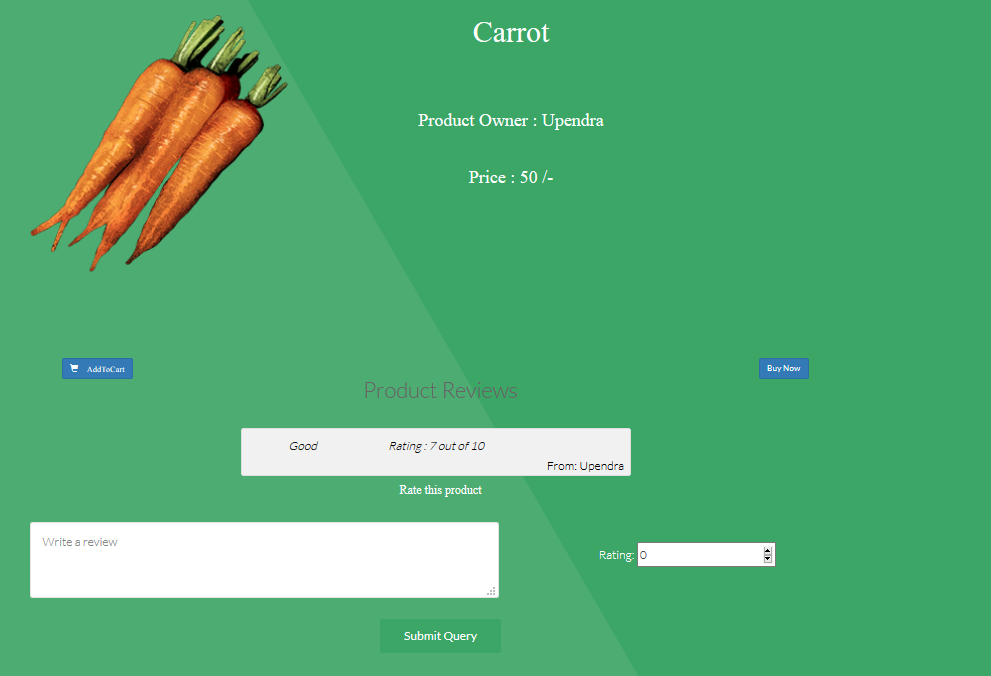 Carrot
Product Owner : Upendra
Price : 50 /-
AddToCart
Buy Now
Product Reviews
Good Rating : 7 out of 10
From: Upendra
Rate this product
Write a review
Rating: 0
Submit Query